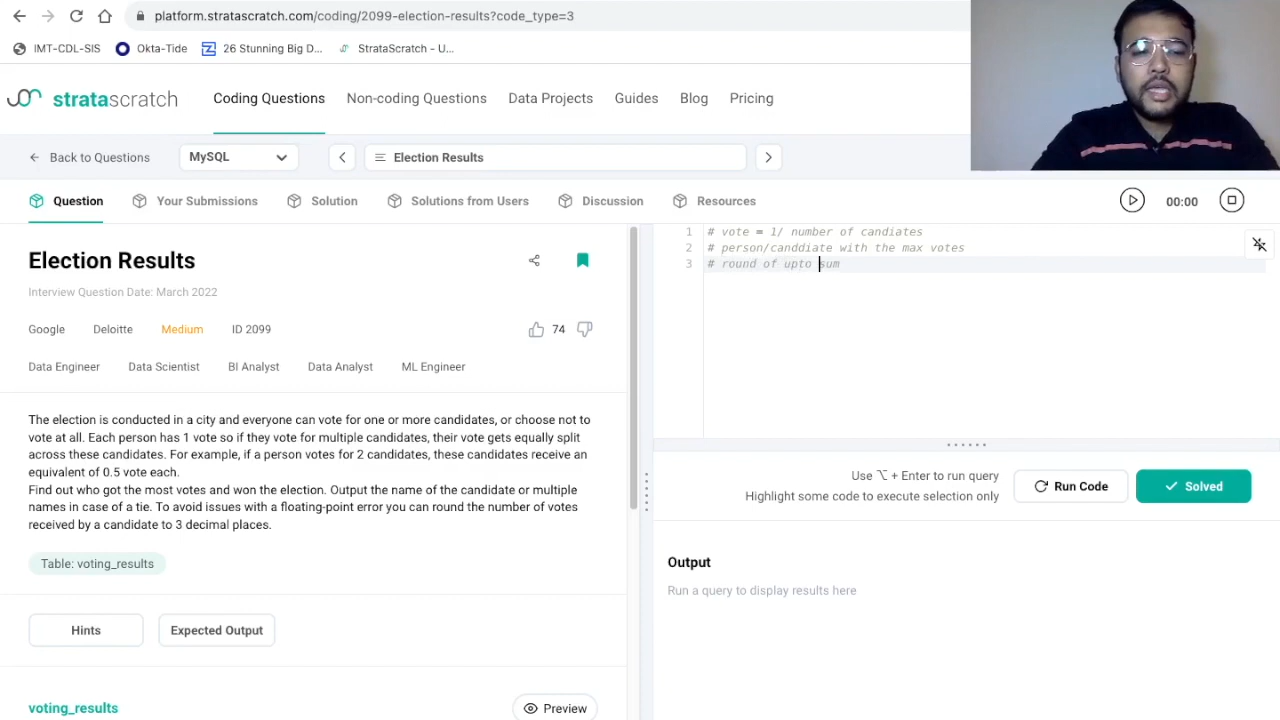 platform.stratascratch.com/coding/2099-election-results?code_type=3
IMT-CDL-SIS Okta-Tide 26 Stunning Big D... StrataScratch - U...
stratascratch Coding Questions Non-coding Questions Data Projects Guides Blog Pricing
Back to Questions MySQL Election Results
Question Your Submissions Solution Solutions from Users Discussion Resources 00:00
Election Results
Interview Question Date: March 2022
Google Deloitte Medium ID 2099 74
Data Engineer Data Scientist BI Analyst Data Analyst ML Engineer
The election is conducted in a city and everyone can vote for one or more candidates, or choose not to
vote at all. Each person has 1 vote so if they vote for multiple candidates, their vote gets equally split
across these candidates. For example, if a person votes for 2 candidates, these candidates receive an
equivalent of 0.5 vote each.
Find out who got the most votes and won the election. Output the name of the candidate or multiple
names in case of a tie. To avoid issues with a floating-point error you can round the number of votes
received by a candidate to 3 decimal places.
Table: voting_results
Hints Expected Output
voting_results Preview
1 # vote = 1/ number of candiates
2 # person/canddiate with the max votes
3 # round of upto sum
Use ⌥ + Enter to run query
Highlight some code to execute selection only
Run Code Solved
Output
Run a query to display results here